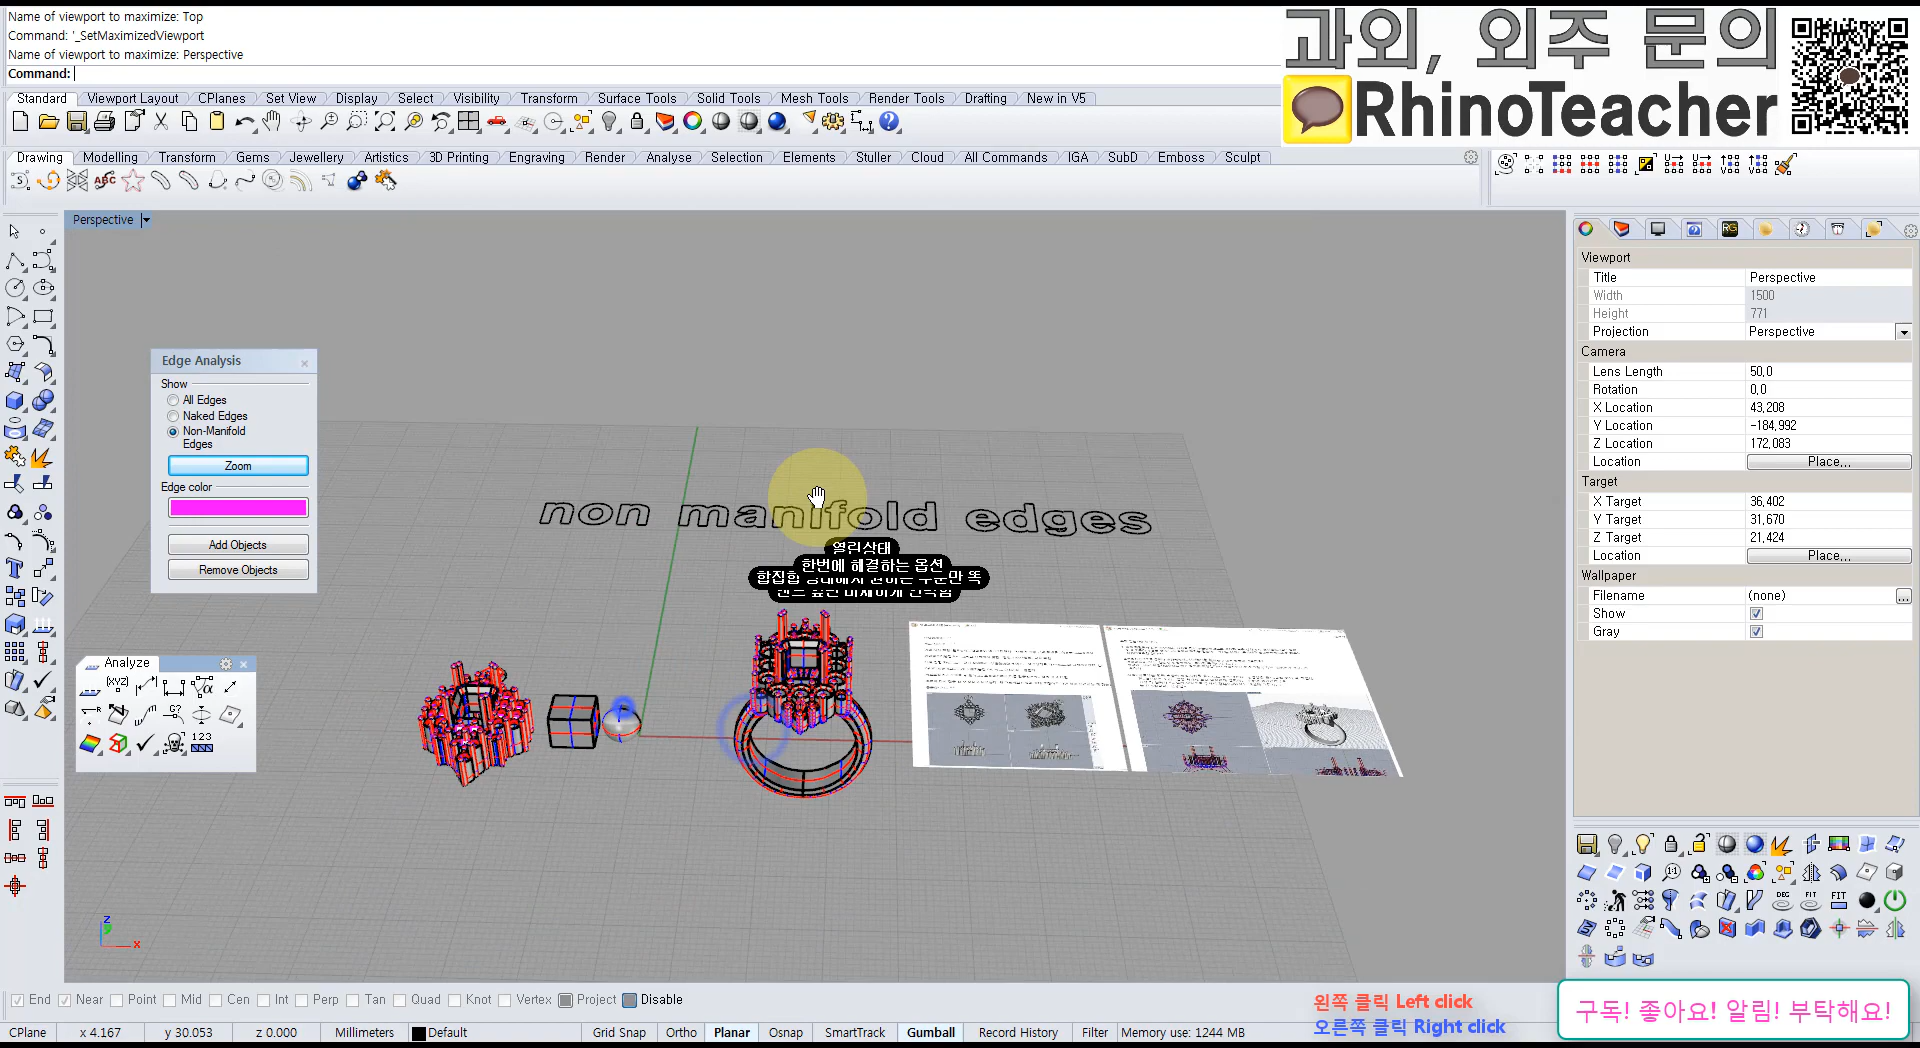 Name of viewport to maximize: Top
Command: '_SetMaximizedViewport
Name of viewport to maximize: Perspective
Command:
과외, 외주 문의
RhinoTeacher
Standard Viewport Layout CPlanes Set View Display Select Visibility Transform Surface Tools Solid Tools Mesh Tools Render Tools Drafting New in V5
Drawing Modelling Transform Gems Jewellery Artistics 3D Printing Engraving Render Analyse Selection Elements Stuller Cloud All Commands IGA SubD Emboss Sculpt
Perspective
Edge Analysis
Show
All Edges
Naked Edges
Non-Manifold
Edges
Zoom
Edge color
Add Objects
Remove Objects
non manifold edges
열린상태
한번에 해결하는 옵션
Analyze
Viewport
Title Perspective
Width 1500
Height 771
Projection Perspective
Camera
Lens Length 50,0
Rotation 0,0
X Location 43,208
Y Location -184,992
Z Location 172,083
Location Place...
Target
X Target 36,402
Y Target 31,670
Z Target 21,424
Location Place...
Wallpaper
Filename (none) ...
Show
Gray
z
x
End Near Point Mid Cen Int Perp Tan Quad Knot Vertex Project Disable
왼쪽 클릭 Left click
오른쪽 클릭 Right click
구독! 좋아요! 알림! 부탁해요!
CPlane x 4.167 y 30.053 z 0.000 Millimeters Default Grid Snap Ortho Planar Osnap SmartTrack Gumball Record History Filter Memory use: 1244 MB